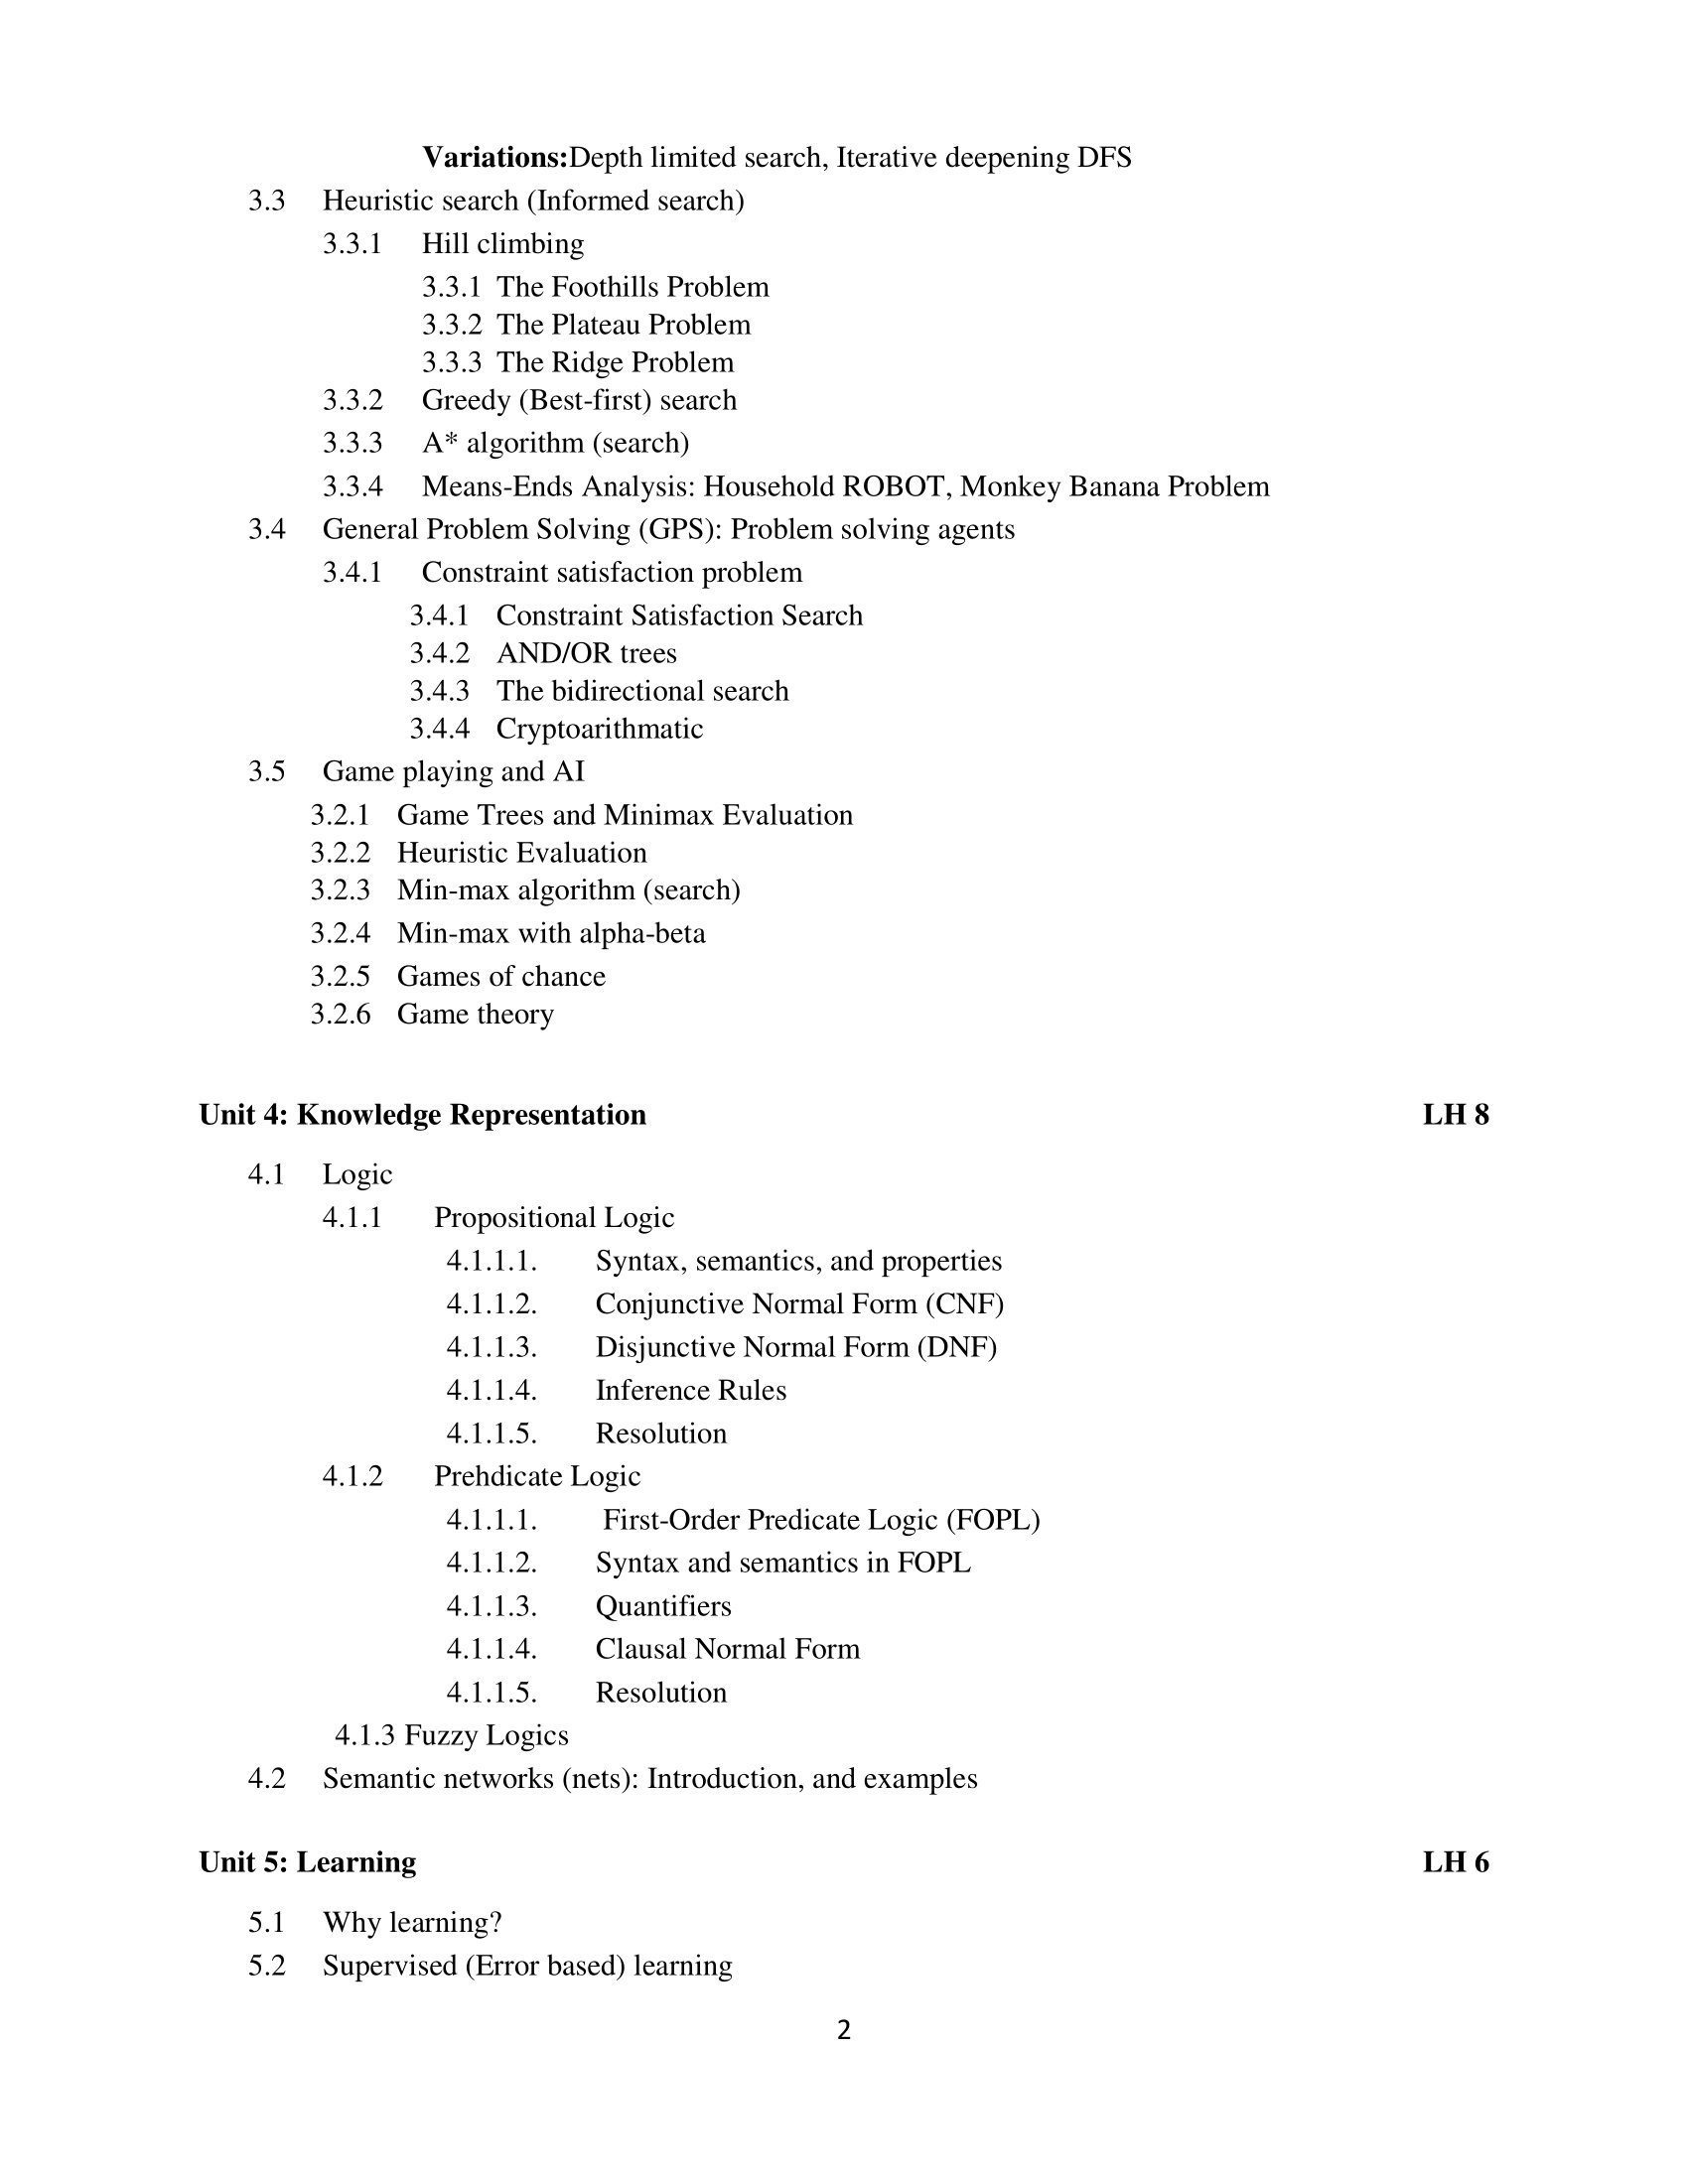 Variations:Depth limited search, Iterative deepening DFS
3.3 Heuristic search (Informed search)
3.3.1 Hill climbing
3.3.1 The Foothills Problem
3.3.2 The Plateau Problem
3.3.3 The Ridge Problem
3.3.2 Greedy (Best-first) search
3.3.3 A* algorithm (search)
3.3.4 Means-Ends Analysis: Household ROBOT, Monkey Banana Problem
3.4 General Problem Solving (GPS): Problem solving agents
3.4.1 Constraint satisfaction problem
3.4.1 Constraint Satisfaction Search
3.4.2 AND/OR trees
3.4.3 The bidirectional search
3.4.4 Cryptoarithmatic
3.5 Game playing and AI
3.2.1 Game Trees and Minimax Evaluation
3.2.2 Heuristic Evaluation
3.2.3 Min-max algorithm (search)
3.2.4 Min-max with alpha-beta
3.2.5 Games of chance
3.2.6 Game theory
Unit 4: Knowledge Representation LH 8
4.1 Logic
4.1.1 Propositional Logic
4.1.1.1. Syntax, semantics, and properties
4.1.1.2. Conjunctive Normal Form (CNF)
4.1.1.3. Disjunctive Normal Form (DNF)
4.1.1.4. Inference Rules
4.1.1.5. Resolution
4.1.2 Prehdicate Logic
4.1.1.1. First-Order Predicate Logic (FOPL)
4.1.1.2. Syntax and semantics in FOPL
4.1.1.3. Quantifiers
4.1.1.4. Clausal Normal Form
4.1.1.5. Resolution
4.1.3 Fuzzy Logics
4.2 Semantic networks (nets): Introduction, and examples
Unit 5: Learning LH 6
5.1 Why learning?
5.2 Supervised (Error based) learning
2